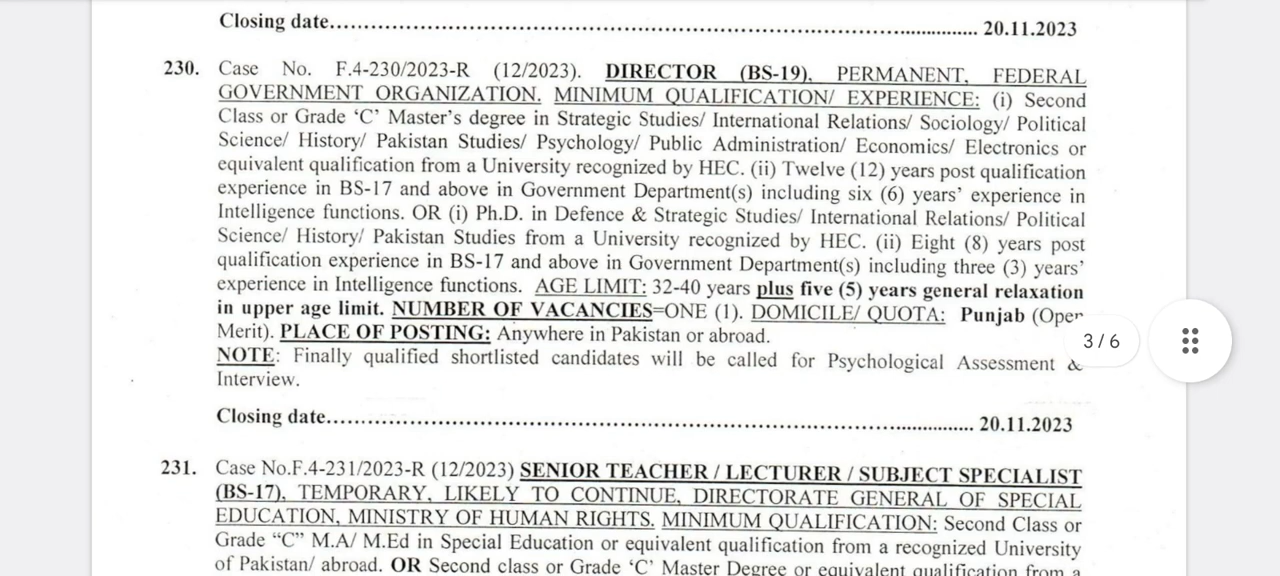 Closing date.................................................................................................. 20.11.2023
230. Case No. F.4-230/2023-R (12/2023). DIRECTOR (BS-19), PERMANENT, FEDERAL
GOVERNMENT ORGANIZATION. MINIMUM QUALIFICATION/ EXPERIENCE: (i) Second
Class or Grade ‘C’ Master’s degree in Strategic Studies/ International Relations/ Sociology/ Political
Science/ History/ Pakistan Studies/ Psychology/ Public Administration/ Economics/ Electronics or
equivalent qualification from a University recognized by HEC. (ii) Twelve (12) years post qualification
experience in BS-17 and above in Government Department(s) including six (6) years’ experience in
Intelligence functions. OR (i) Ph.D. in Defence & Strategic Studies/ International Relations/ Political
Science/ History/ Pakistan Studies from a University recognized by HEC. (ii) Eight (8) years post
qualification experience in BS-17 and above in Government Department(s) including three (3) years’
experience in Intelligence functions. AGE LIMIT: 32-40 years plus five (5) years general relaxation
in upper age limit. NUMBER OF VACANCIES=ONE (1). DOMICILE/ QUOTA: Punjab (Open
Merit). PLACE OF POSTING: Anywhere in Pakistan or abroad.
3 / 6
NOTE: Finally qualified shortlisted candidates will be called for Psychological Assessment &
Interview.
Closing date.................................................................................................. 20.11.2023
231. Case No.F.4-231/2023-R (12/2023) SENIOR TEACHER / LECTURER / SUBJECT SPECIALIST
(BS-17), TEMPORARY, LIKELY TO CONTINUE, DIRECTORATE GENERAL OF SPECIAL
EDUCATION, MINISTRY OF HUMAN RIGHTS. MINIMUM QUALIFICATION: Second Class or
Grade “C” M.A/ M.Ed in Special Education or equivalent qualification from a recognized University
of Pakistan/ abroad. OR Second class or Grade ‘C’ Master Degree or equivalent qualification from a